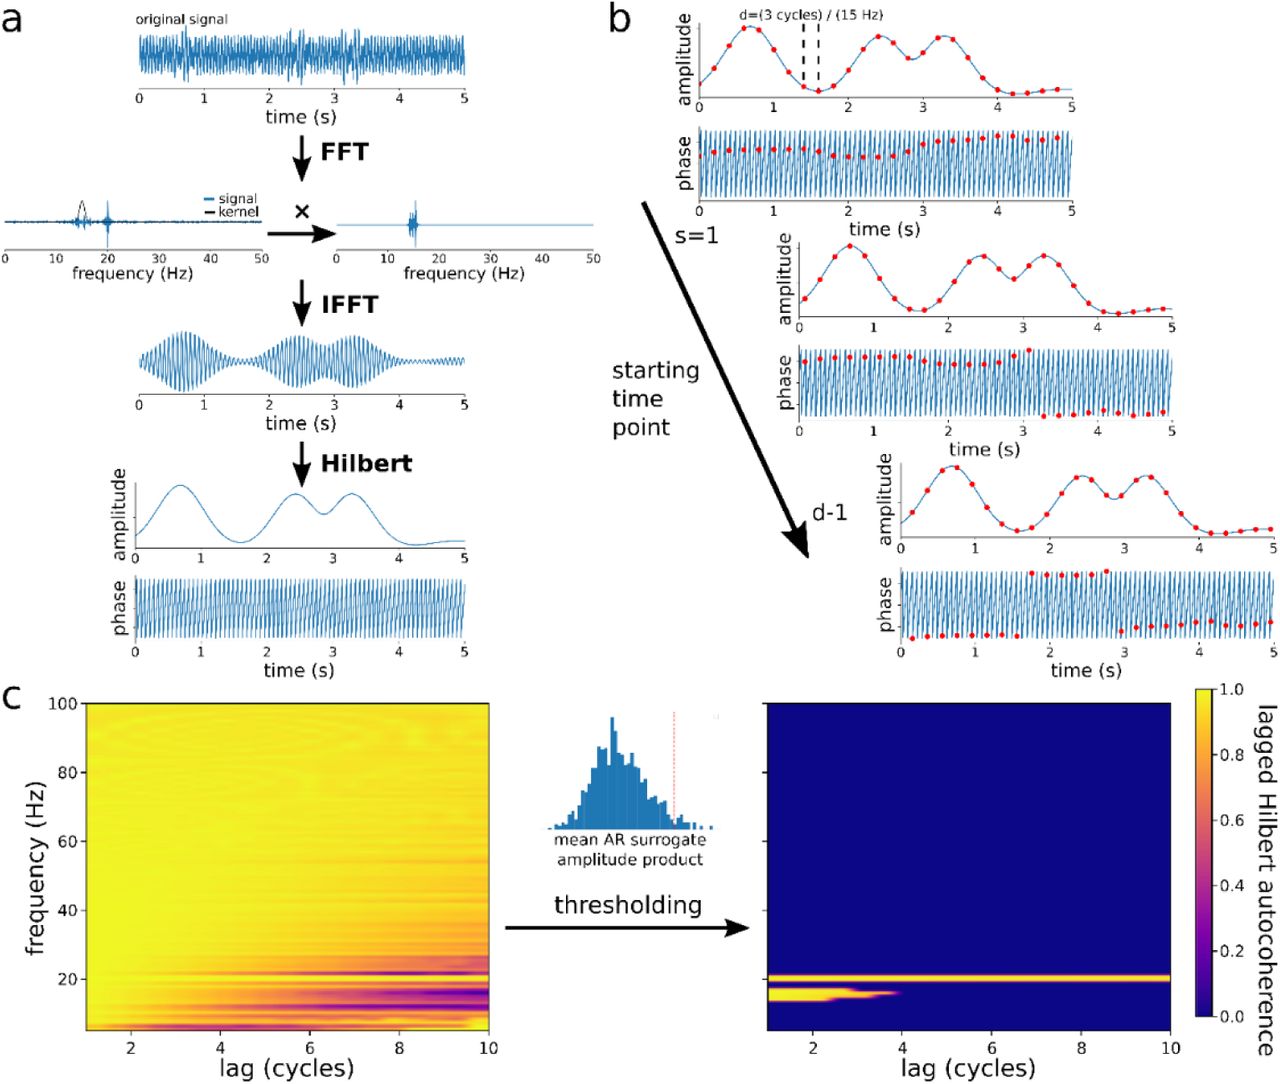 a
original signal
0 1 2 3 4 5
time (s)
FFT
signal
kernel
×
0 10 20 30 40 50
frequency (Hz)
0 10 20 30 40 50
frequency (Hz)
IFFT
0 1 2 3 4 5
time (s)
Hilbert
amplitude
0 1 2 3 4 5
phase
0 1 2 3 4 5
time (s)
b
d=(3 cycles) / (15 Hz)
amplitude
0 1 2 3 4 5
phase
0 1 2 3 4 5
time (s)
s=1
amplitude
0 1 2 3 4 5
phase
0 1 2 3 4 5
time (s)
starting
time
point
d-1
amplitude
0 1 2 3 4 5
phase
0 1 2 3 4 5
time (s)
c
frequency (Hz)
100
80
60
40
20
2 4 6 8 10
lag (cycles)
mean AR surrogate
amplitude product
thresholding
2 4 6 8 10
lag (cycles)
1.0
0.8
0.6
0.4
0.2
0.0
lagged Hilbert autocoherence